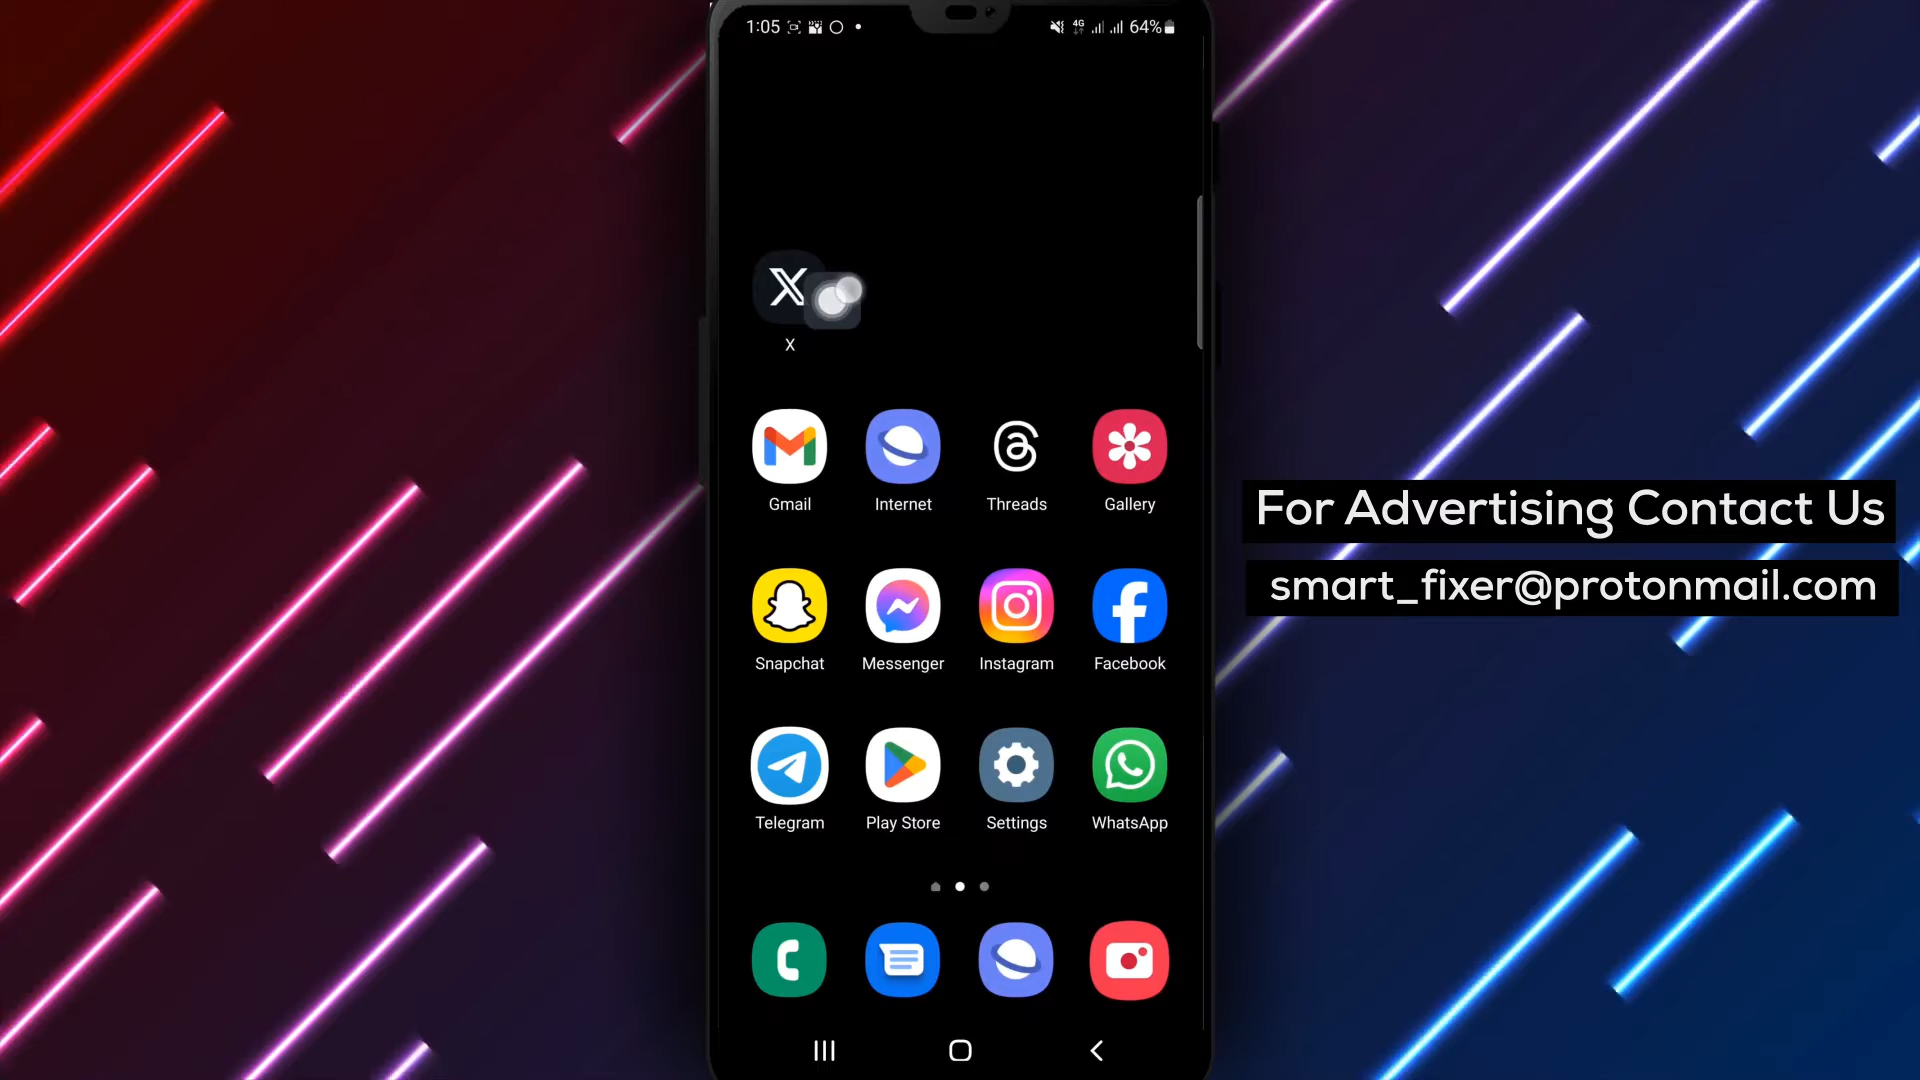 1:05
4G
64%
X
Gmail Internet Threads Gallery
For Advertising Contact Us
smart_fixer@protonmail.com
Snapchat Messenger Instagram Facebook
Telegram Play Store Settings WhatsApp